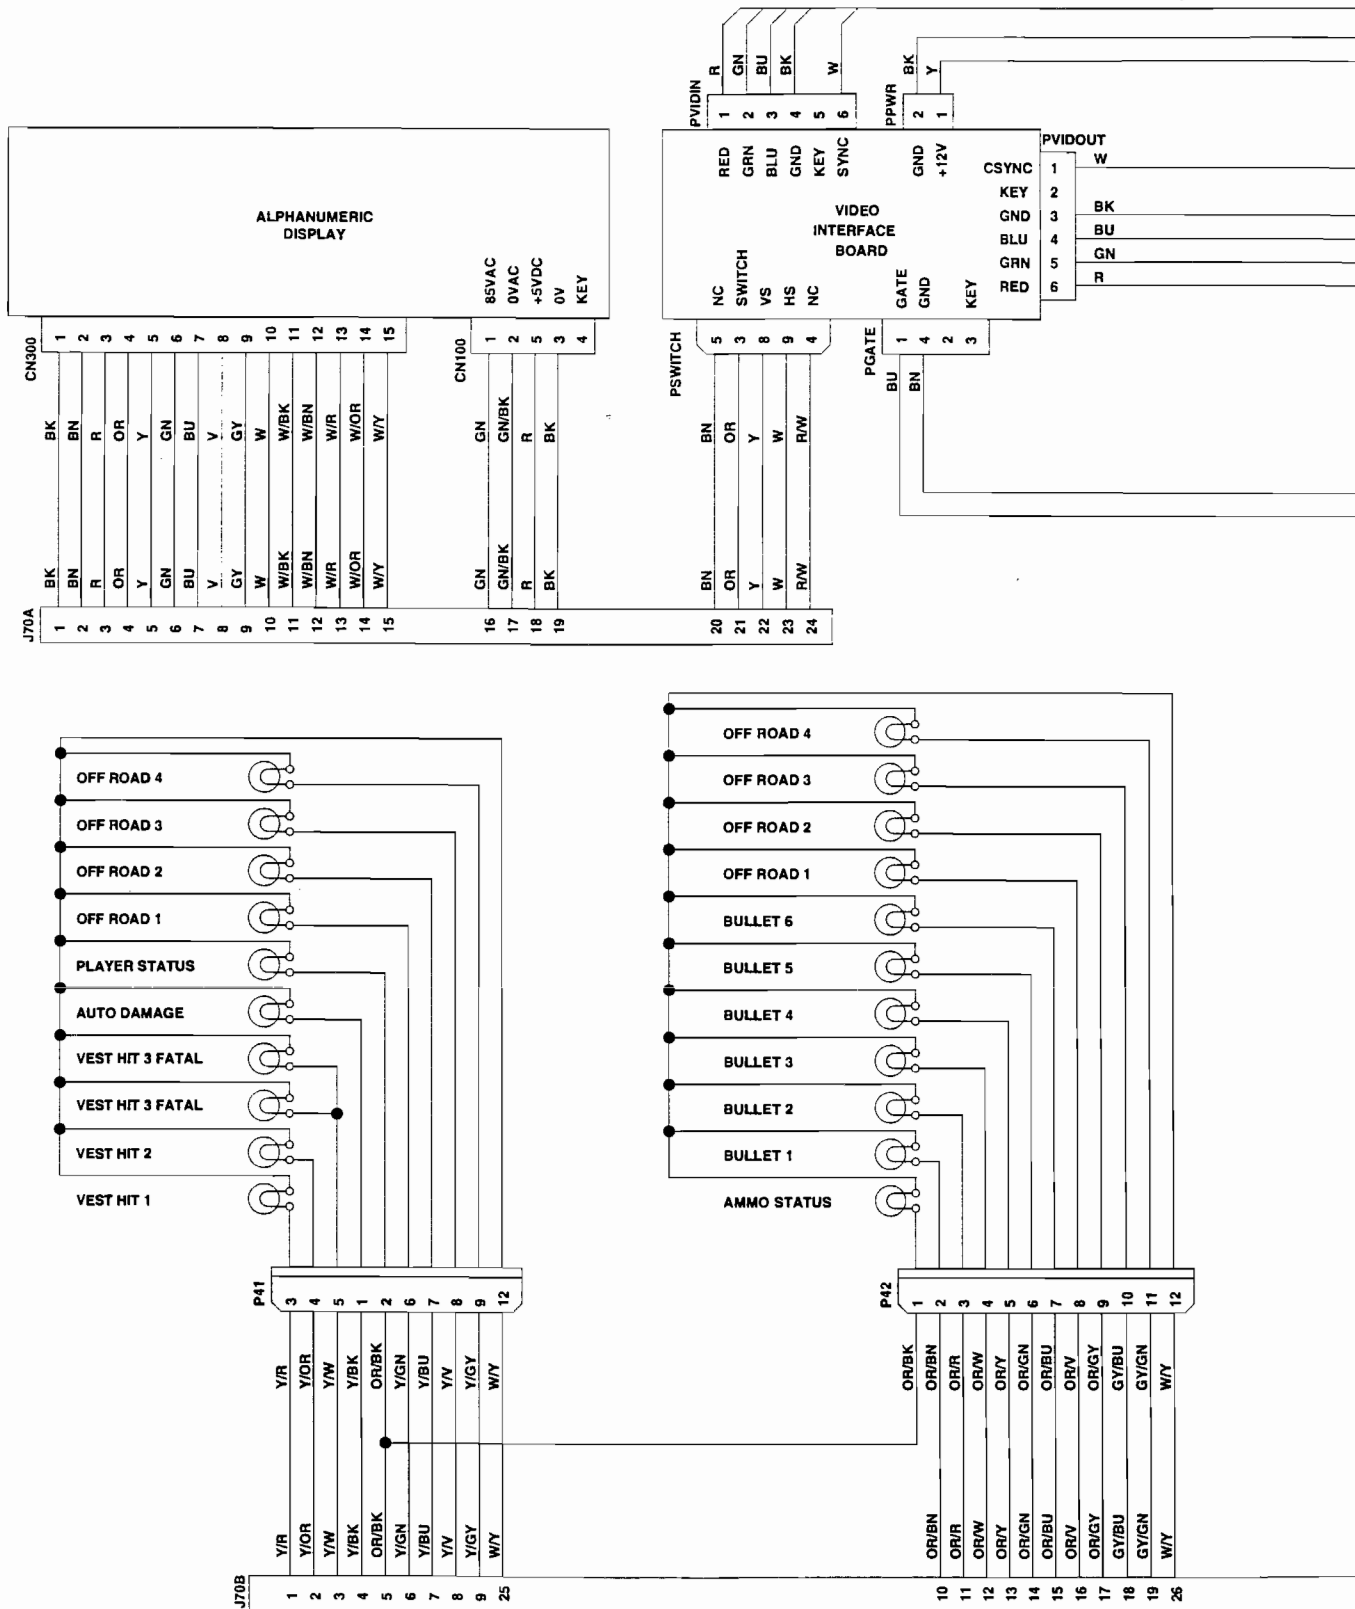 R GN BU BK W
BK Y
PVIDIN 1 2 3 4 5 6
PPWR 2 1
RED GRN BLU GND KEY SYNC
GND +12V
PVIDOUT
CSYNC 1 W
KEY 2
GND 3 BK
BLU 4 BU
GRN 5 GN
RED 6 R
VIDEO
INTERFACE
BOARD
ALPHANUMERIC
DISPLAY
85VAC 0VAC +5VDC 0V KEY
NC SWITCH VS HS NC
GATE GND KEY
CN300 1 2 3 4 5 6 7 8 9 10 11 12 13 14 15
CN100 1 2 5 3 4
PSWITCH 5 3 8 9 4
PGATE 1 4 2 3
BU BN
BK BN R OR Y GN BU V GY W W/BK W/BN W/R W/OR W/Y
GN GN/BK R BK
BN OR Y W R/W
BK BN R OR Y GN BU V GY W W/BK W/BN W/R W/OR W/Y
GN GN/BK R BK
BN OR Y W R/W
J70A 1 2 3 4 5 6 7 8 9 10 11 12 13 14 15 16 17 18 19 20 21 22 23 24
OFF ROAD 4
OFF ROAD 3
OFF ROAD 2
OFF ROAD 1
PLAYER STATUS
AUTO DAMAGE
VEST HIT 3 FATAL
VEST HIT 3 FATAL
VEST HIT 2
VEST HIT 1
P41 3 4 5 1 2 6 7 8 9 12
Y/R Y/OR Y/W Y/BK OR/BK Y/GN Y/BU Y/V Y/GY W/Y
Y/R Y/OR Y/W Y/BK OR/BK Y/GN Y/BU Y/V Y/GY W/Y
OFF ROAD 4
OFF ROAD 3
OFF ROAD 2
OFF ROAD 1
BULLET 6
BULLET 5
BULLET 4
BULLET 3
BULLET 2
BULLET 1
AMMO STATUS
P42 1 2 3 4 5 6 7 8 9 10 11 12
OR/BK OR/BN OR/R OR/W OR/Y OR/GN OR/BU OR/V OR/GY GY/BU GY/GN W/Y
OR/BN OR/R OR/W OR/Y OR/GN OR/BU OR/V OR/GY GY/BU GY/GN W/Y
J70B 1 2 3 4 5 6 7 8 9 25 10 11 12 13 14 15 16 17 18 19 26